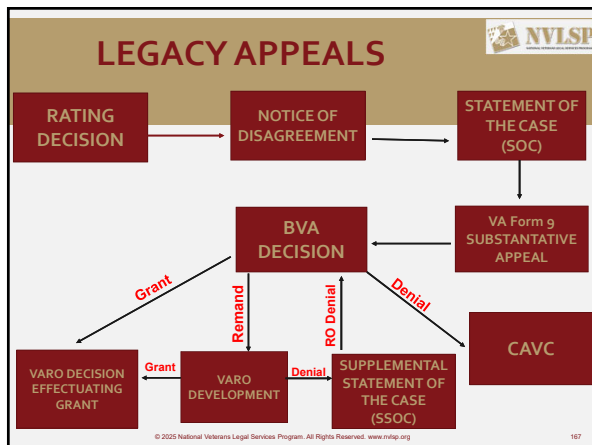 LEGACY APPEALS
NVLSP
NATIONAL VETERANS LEGAL SERVICES PROGRAM
RATING
DECISION
NOTICE OF
DISAGREEMENT
STATEMENT OF
THE CASE
(SOC)
BVA
DECISION
VA Form 9
SUBSTANTATIVE
APPEAL
Grant
Remand
RO Denial
Denial
CAVC
VARO DECISION
EFFECTUATING
GRANT
Grant
VARO
DEVELOPMENT
Denial
SUPPLEMENTAL
STATEMENT OF
THE CASE
(SSOC)
© 2025 National Veterans Legal Services Program. All Rights Reserved. www.nvlsp.org
167